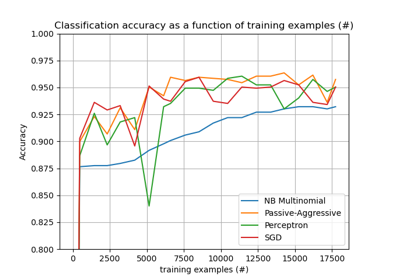 Classification accuracy as a function of training examples (#)
1.000
0.975
0.950
0.925
0.900
0.875
0.850
0.825
0.800
Accuracy
NB Multinomial
Passive-Aggressive
Perceptron
SGD
0 2500 5000 7500 10000 12500 15000 17500
training examples (#)